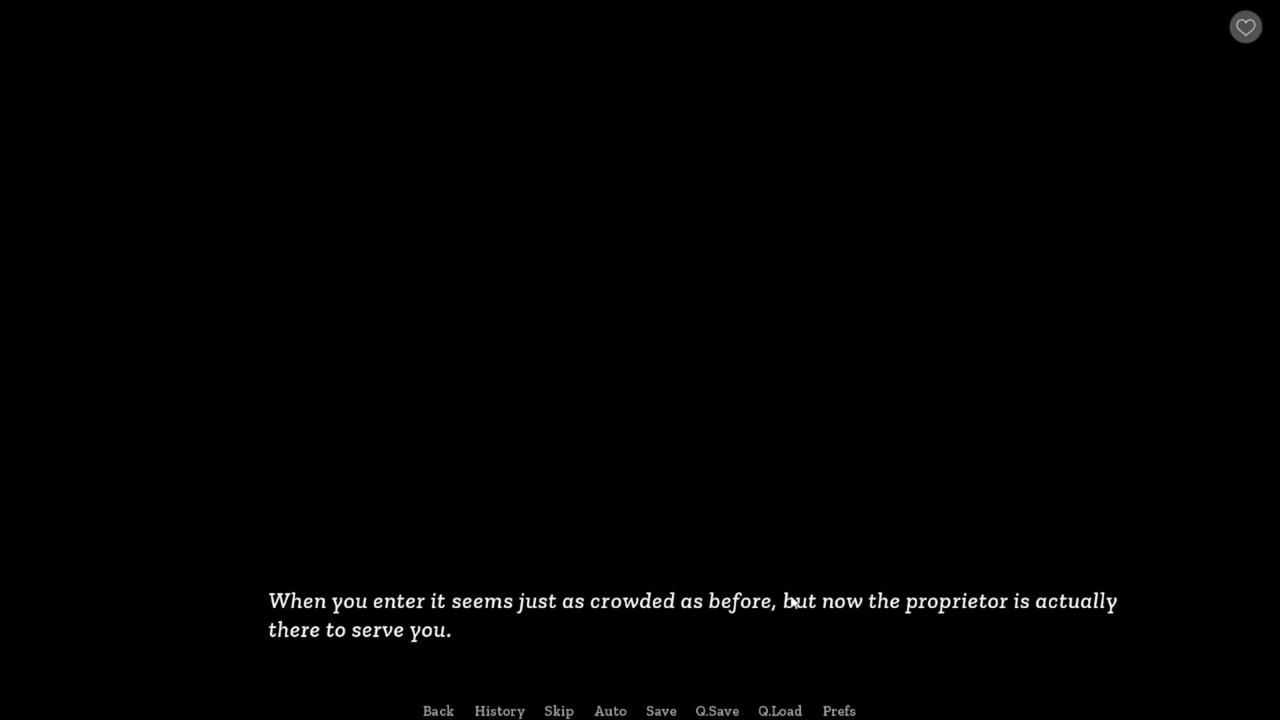 When you enter it seems just as crowded as before, but now the proprietor is actually
there to serve you.
Back History Skip Auto Save Q.Save Q.Load Prefs